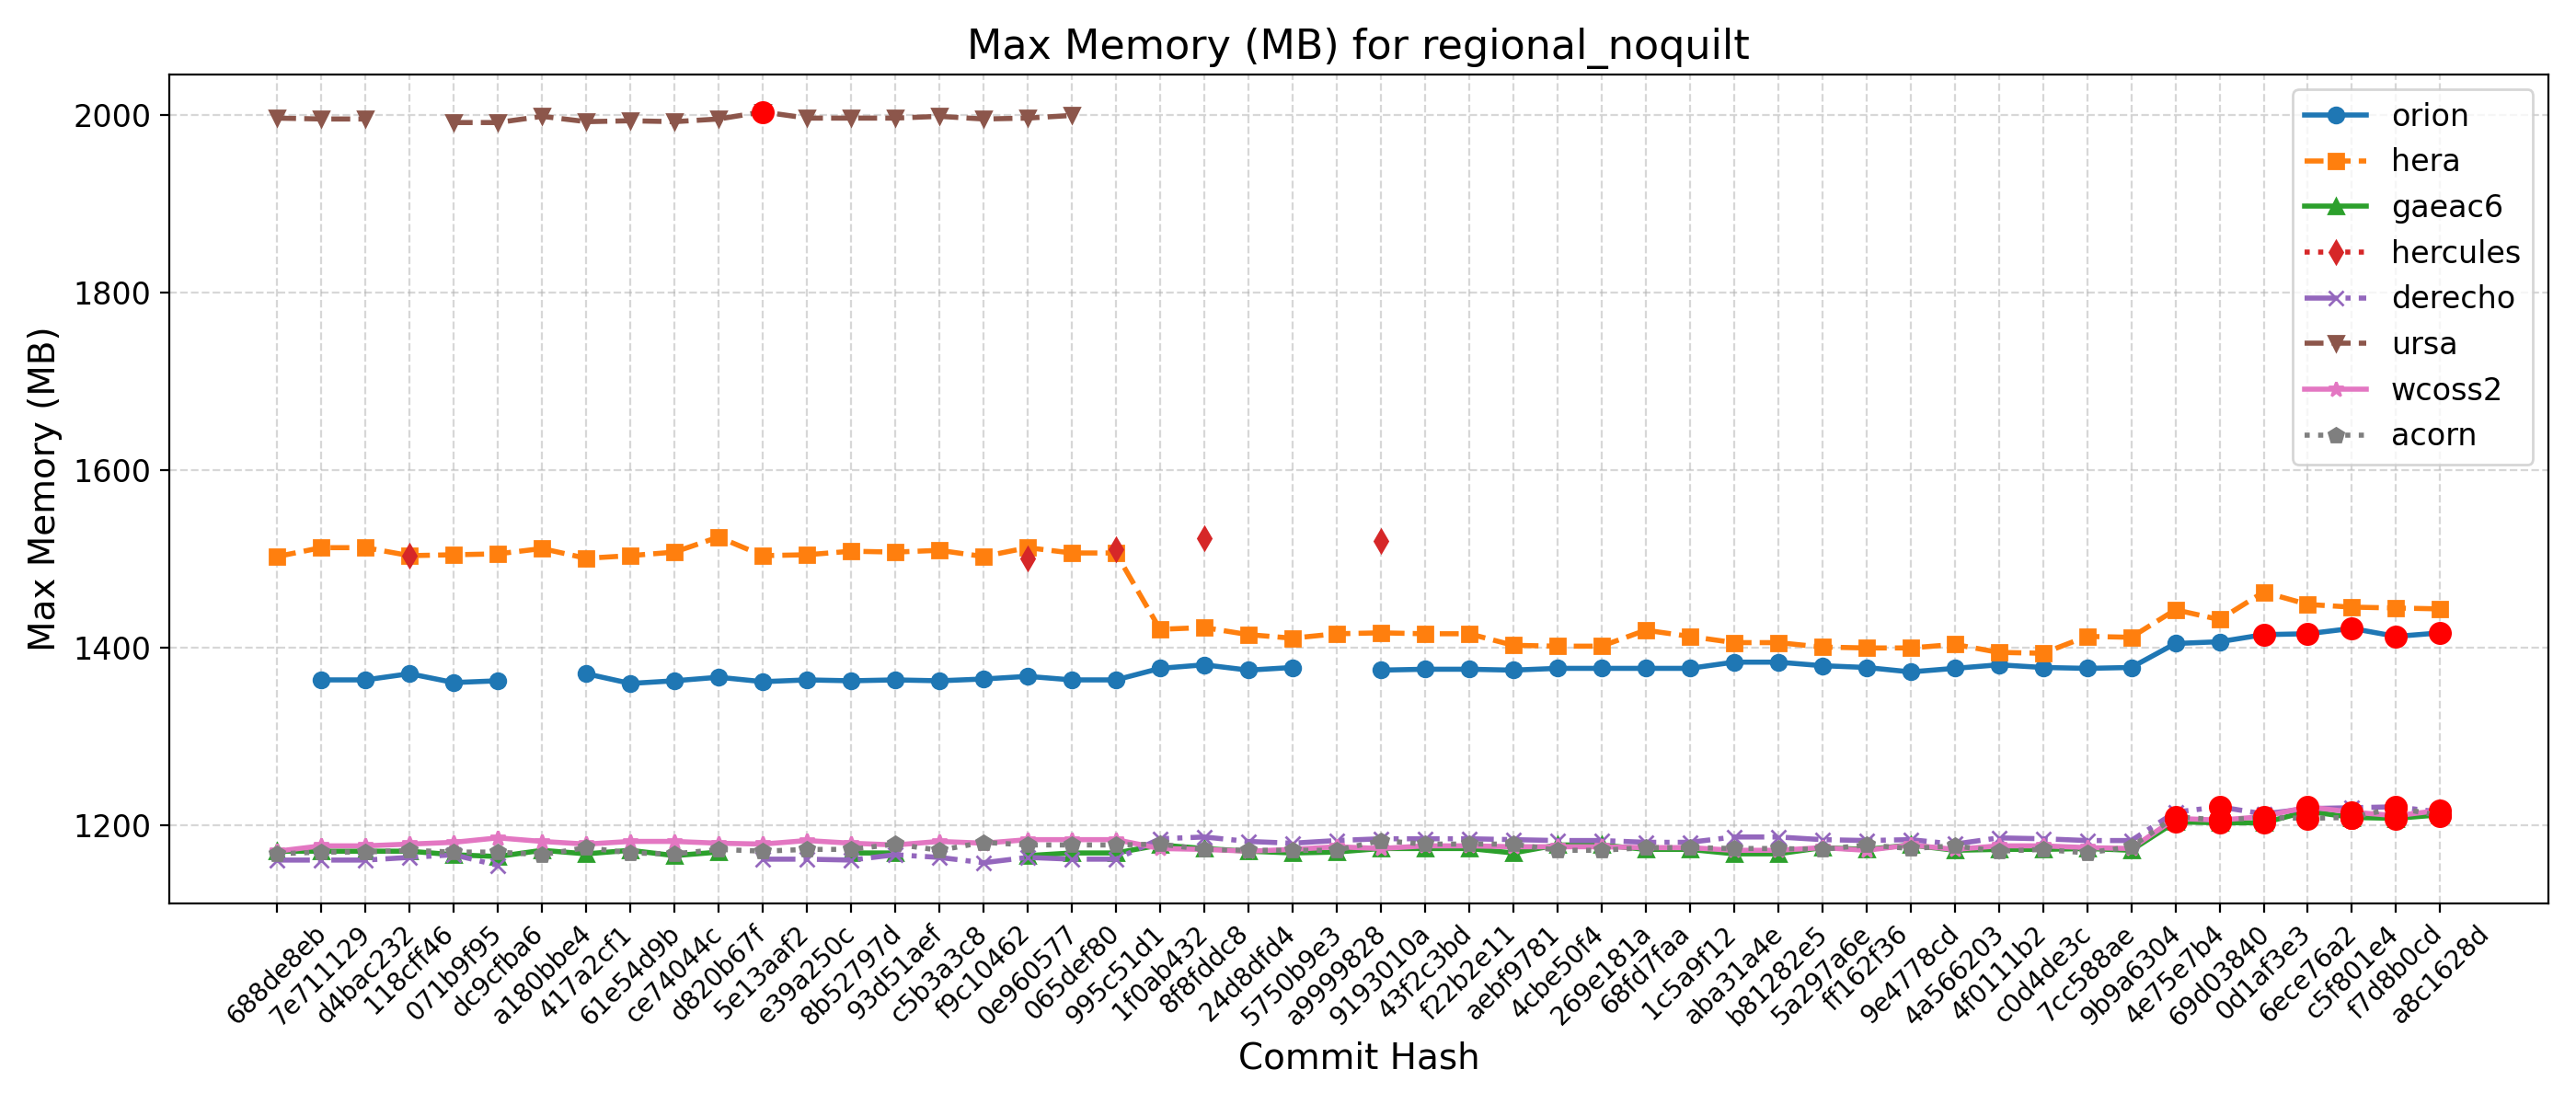 Max Memory (MB) for regional_noquilt
Max Memory (MB)
2000
1800
1600
1400
1200
orion
hera
gaeac6
hercules
derecho
ursa
wcoss2
acorn
688de8eb
7e711129
d4bac232
118cff46
071b9f95
dc9cfba6
a180bbe4
417a2cf1
61e54d9b
ce74044c
d820b67f
5e13aaf2
e39a250c
8b52797d
93d51aef
c5b3a3c8
f9c10462
0e960577
065def80
995c51d1
1f0ab432
8f8fddc8
24d8dfd4
5750b9e3
a9999828
9193010a
43f2c3bd
f22b2e11
aebf9781
4cbe50f4
269e181a
68fd7faa
1c5a9f12
aba31a4e
b81282e5
5a297a6e
ff162f36
9e4778cd
4a566203
4f0111b2
c0d4de3c
7cc588ae
9b9a6304
4e75e7b4
69d03840
0d1af3e3
6ece76a2
c5f801e4
f7d8b0cd
a8c1628d
Commit Hash